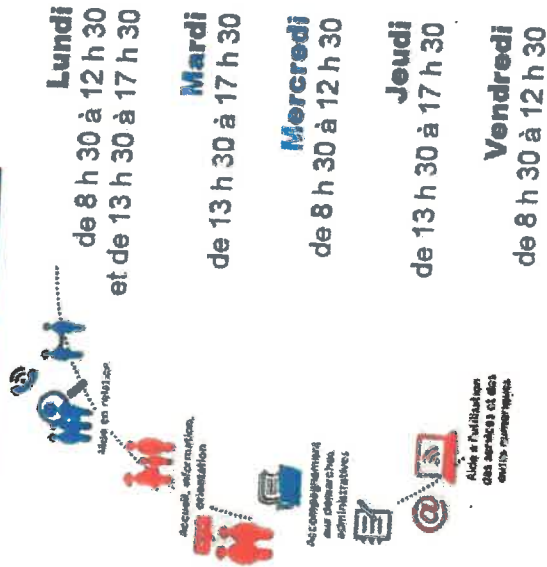 Lundi
de 8 h 30 à 12 h 30
et de 13 h 30 à 17 h 30
Mardi
de 13 h 30 à 17 h 30
Mercredi
de 8 h 30 à 12 h 30
Jeudi
de 13 h 30 à 17 h 30
Vendredi
de 8 h 30 à 12 h 30
Mise en relation
Accueil, information,
orientation
Accompagnement
aux démarches
administratives
@
Aide à l'utilisation
des services et des
outils numériques